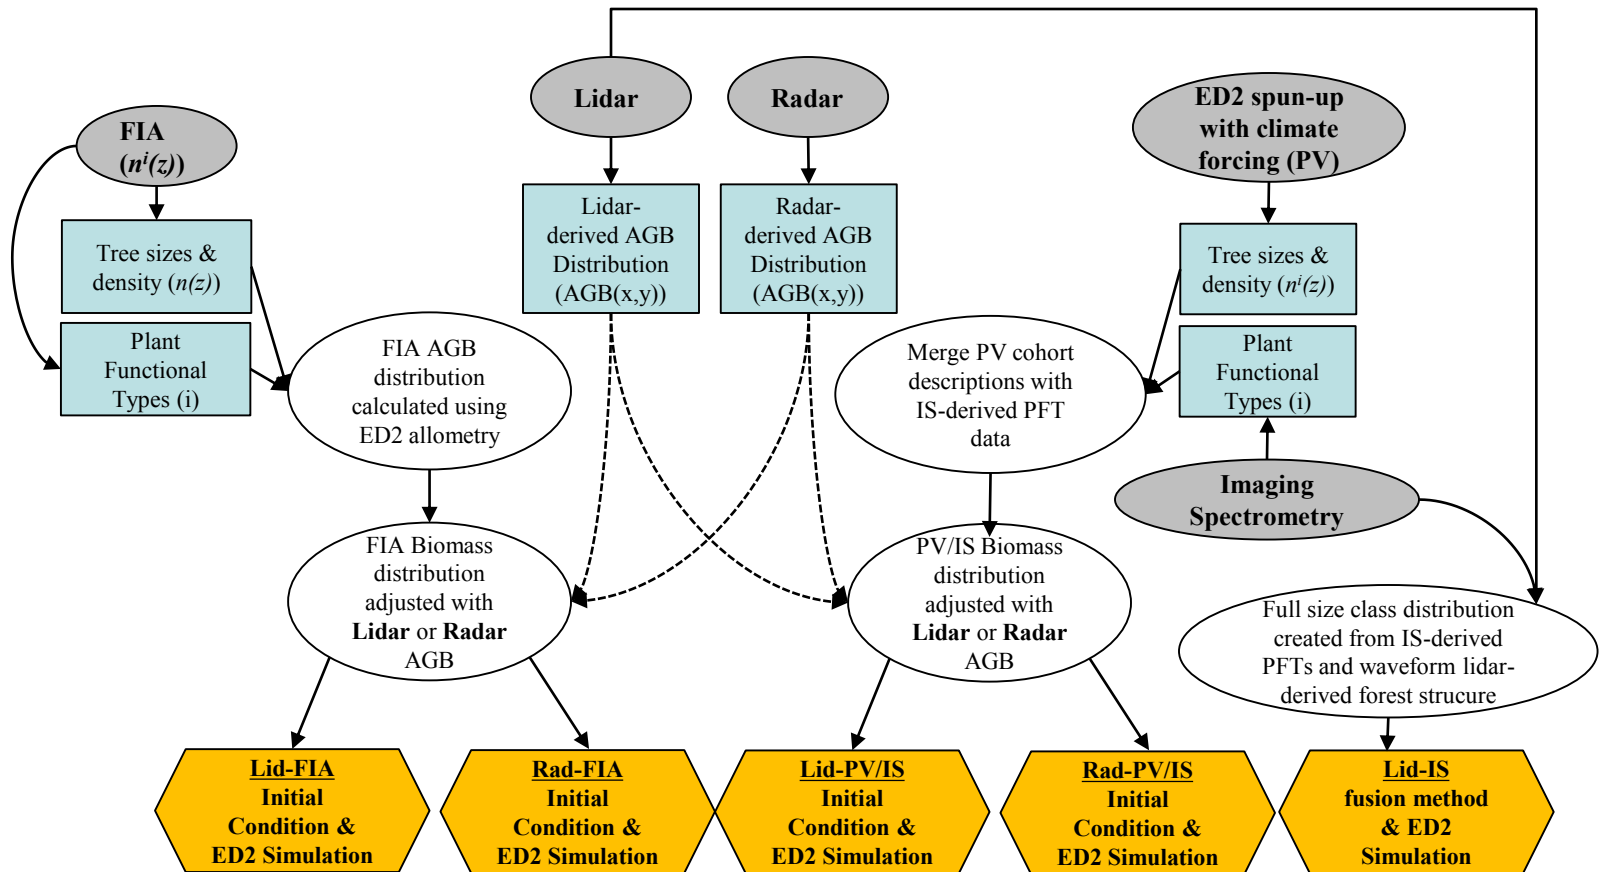 Lidar
Radar
ED2 spun-up
with climate
forcing (PV)
FIA
(nⁱ(z))
Tree sizes &
density (n(z))
Plant
Functional
Types (i)
Lidar-
derived AGB
Distribution
(AGB(x,y))
Radar-
derived AGB
Distribution
(AGB(x,y))
Tree sizes &
density (nⁱ(z))
Plant
Functional
Types (i)
FIA AGB
distribution
calculated using
ED2 allometry
Merge PV cohort
descriptions with
IS-derived PFT
data
Imaging
Spectrometry
FIA Biomass
distribution
adjusted with
Lidar or Radar
AGB
PV/IS Biomass
distribution
adjusted with
Lidar or Radar
AGB
Full size class distribution
created from IS-derived
PFTs and waveform lidar-
derived forest strucure
Lid-FIA
Initial
Condition &
ED2 Simulation
Rad-FIA
Initial
Condition &
ED2 Simulation
Lid-PV/IS
Initial
Condition &
ED2 Simulation
Rad-PV/IS
Initial
Condition &
ED2 Simulation
Lid-IS
fusion method
& ED2
Simulation